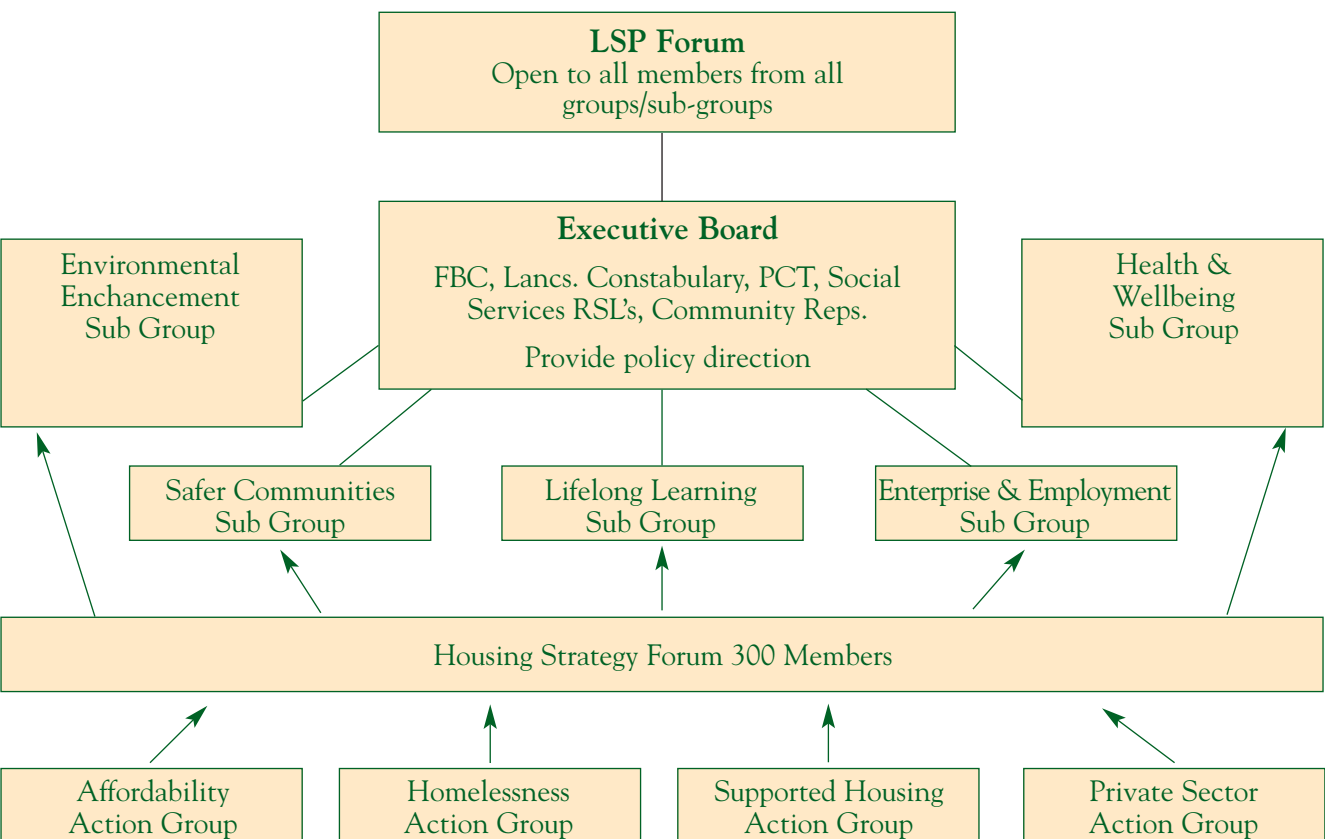 LSP Forum
Open to all members from all
groups/sub-groups
Executive Board
FBC, Lancs. Constabulary, PCT, Social
Services RSL's, Community Reps.
Provide policy direction
Environmental
Enchancement
Sub Group
Health &
Wellbeing
Sub Group
Safer Communities
Sub Group
Lifelong Learning
Sub Group
Enterprise & Employment
Sub Group
Housing Strategy Forum 300 Members
Affordability
Action Group
Homelessness
Action Group
Supported Housing
Action Group
Private Sector
Action Group